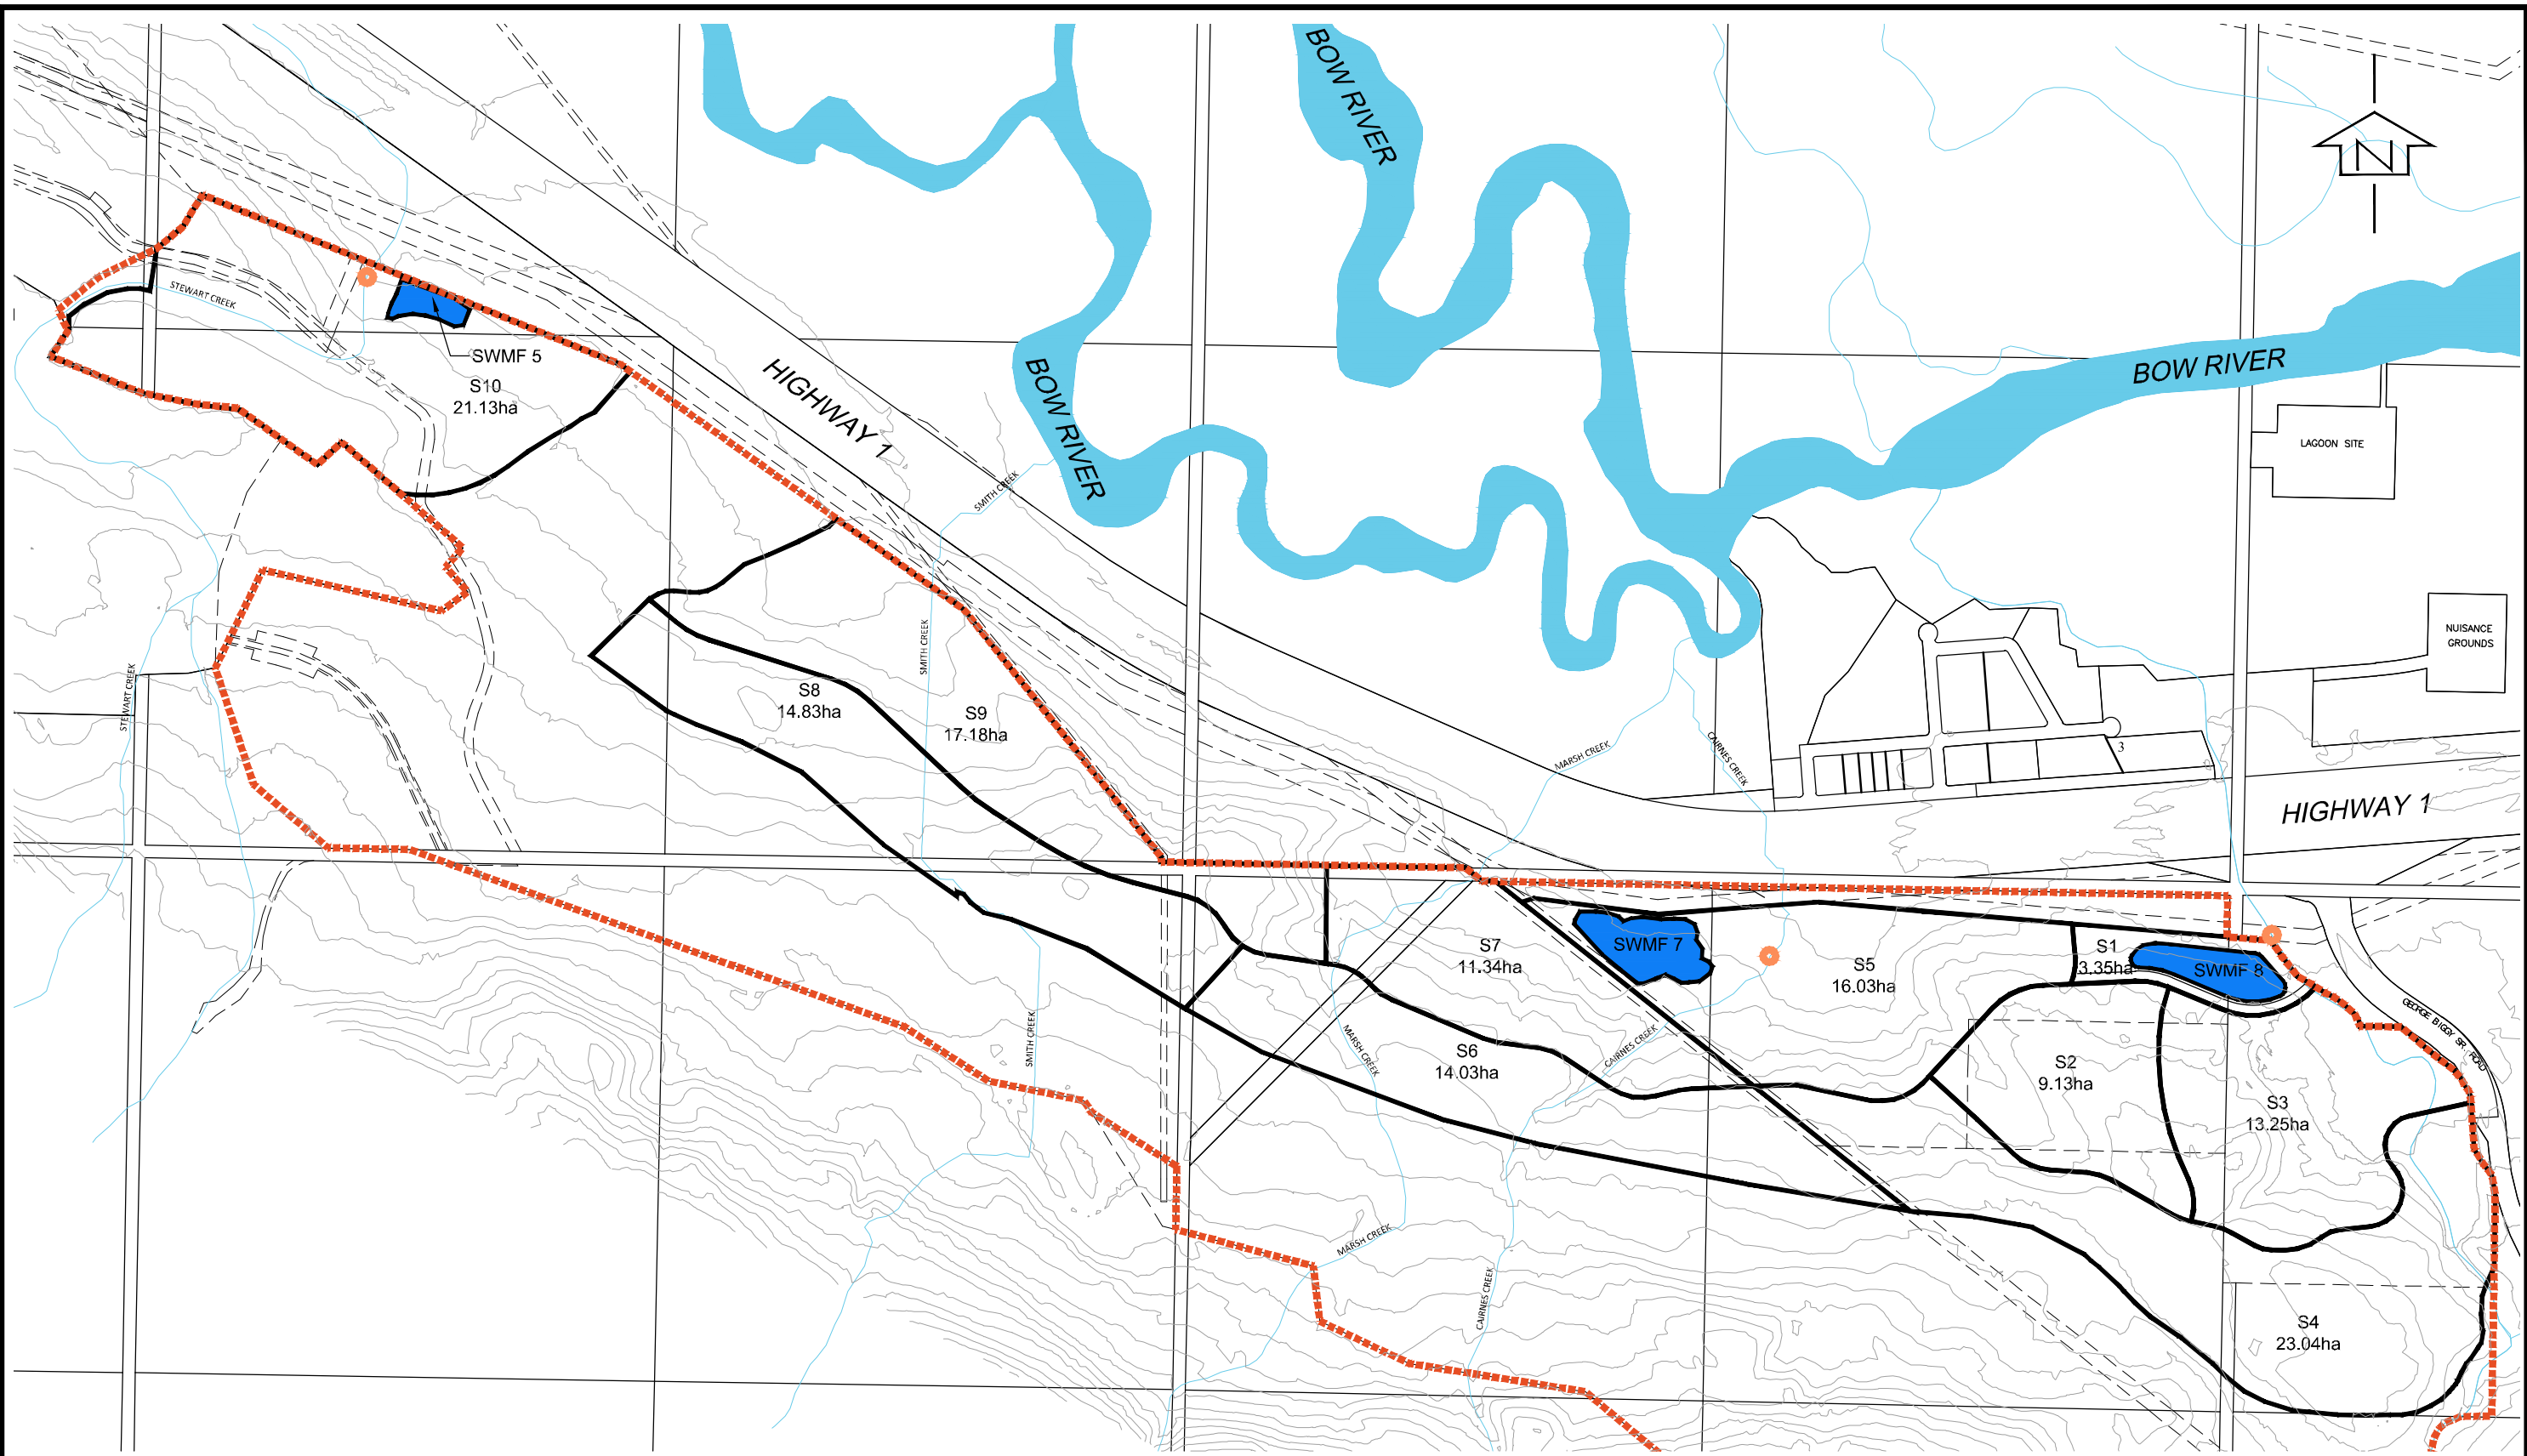 BOW RIVER
N
STEWART CREEK
SWMF 5
S10
21.13ha
HIGHWAY 1
BOW RIVER
BOW RIVER
LAGOON SITE
SMITH CREEK
NUISANCE
GROUNDS
SMITH CREEK
STEWART CREEK
S8
14.83ha
S9
17.18ha
MARSH CREEK
CAIRNES CREEK
3
HIGHWAY 1
S7
11.34ha
SWMF 7
S5
16.03ha
S1
3.35ha
SWMF 8
GEORGE BIGGY SR. ROAD
SMITH CREEK
MARSH CREEK
S6
14.03ha
CAIRNES CREEK
S2
9.13ha
S3
13.25ha
MARSH CREEK
CAIRNES CREEK
S4
23.04ha